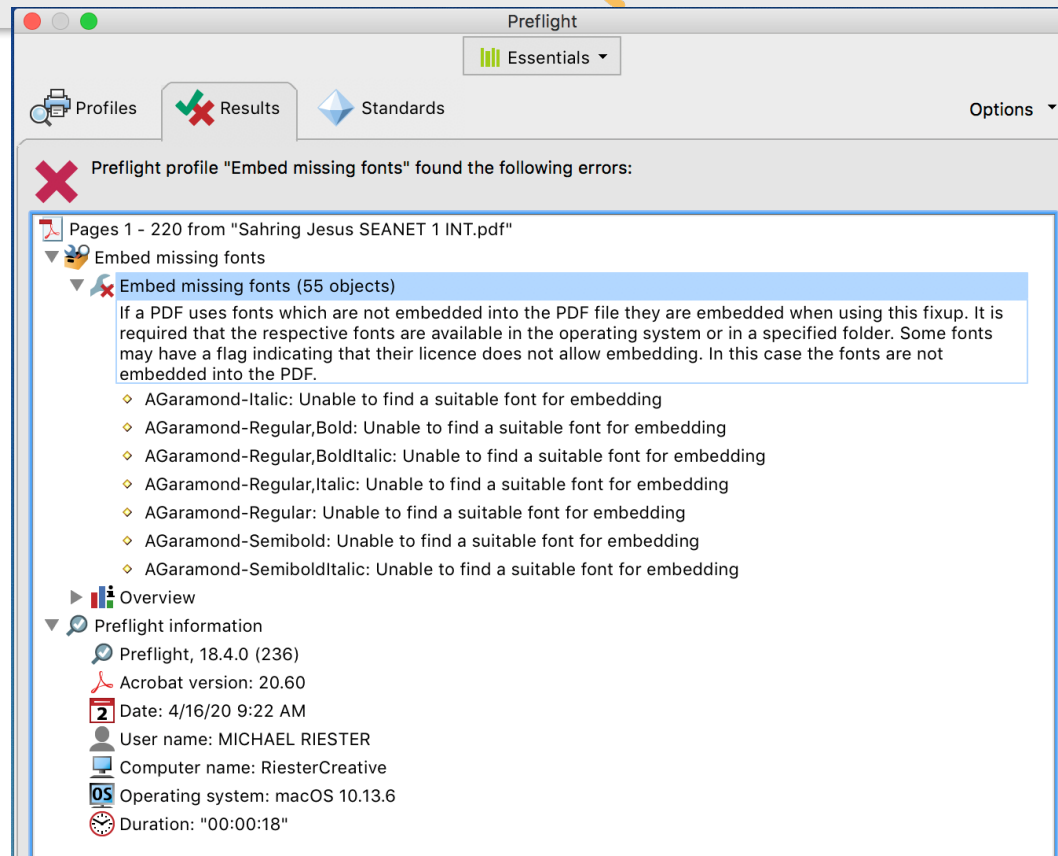 Preflight
Essentials
Profiles
Results
Standards
Options
Preflight profile "Embed missing fonts" found the following errors:
Pages 1 - 220 from "Sahring Jesus SEANET 1 INT.pdf"
Embed missing fonts
Embed missing fonts (55 objects)
If a PDF uses fonts which are not embedded into the PDF file they are embedded when using this fixup. It is
required that the respective fonts are available in the operating system or in a specified folder. Some fonts
may have a flag indicating that their licence does not allow embedding. In this case the fonts are not
embedded into the PDF.
AGaramond-Italic: Unable to find a suitable font for embedding
AGaramond-Regular,Bold: Unable to find a suitable font for embedding
AGaramond-Regular,BoldItalic: Unable to find a suitable font for embedding
AGaramond-Regular,Italic: Unable to find a suitable font for embedding
AGaramond-Regular: Unable to find a suitable font for embedding
AGaramond-Semibold: Unable to find a suitable font for embedding
AGaramond-SemiboldItalic: Unable to find a suitable font for embedding
Overview
Preflight information
Preflight, 18.4.0 (236)
Acrobat version: 20.60
2 Date: 4/16/20 9:22 AM
User name: MICHAEL RIESTER
Computer name: RiesterCreative
OS Operating system: macOS 10.13.6
Duration: "00:00:18"